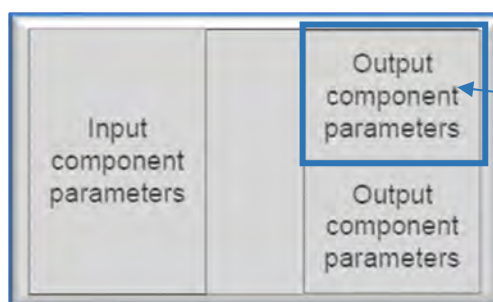 Input
component
parameters
Output
component
parameters
Output
component
parameters